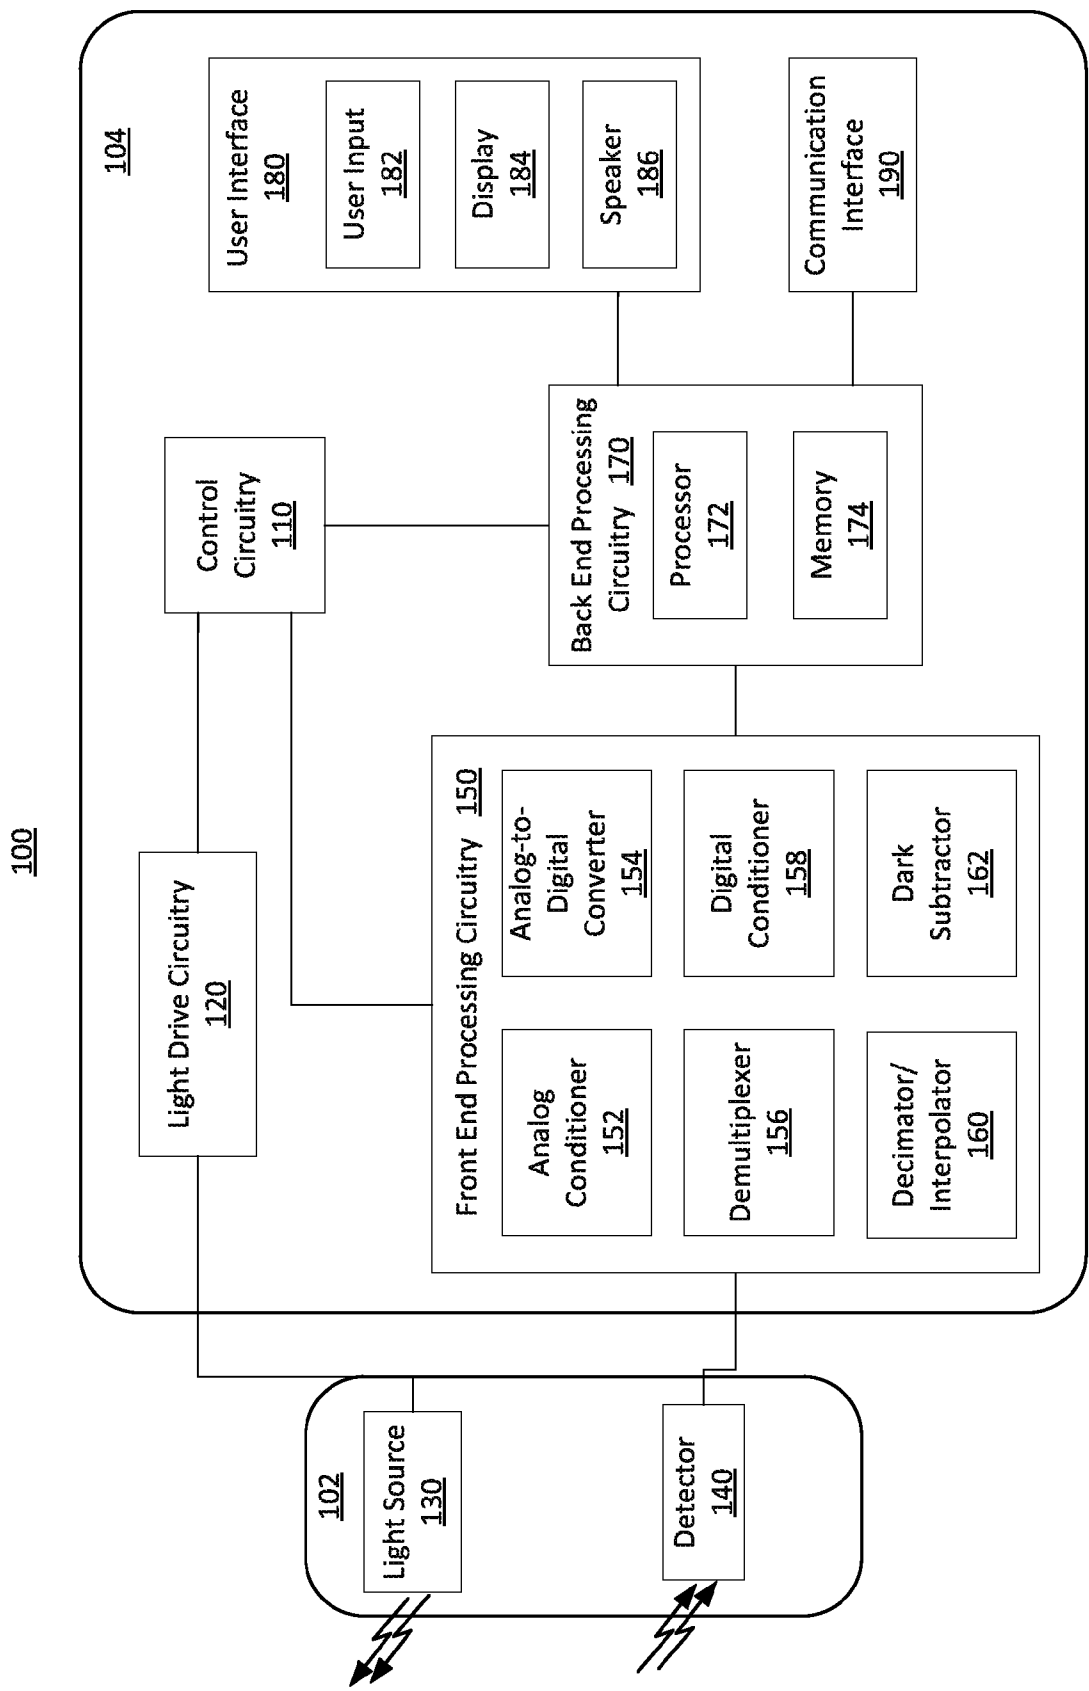 100
104
Light Drive Circuitry
120
Control
Circuitry
110
User Interface
180
User Input
182
Display
184
Speaker
186
102
Light Source
130
Detector
140
Front End Processing Circuitry 150
Analog
Conditioner
152
Analog-to-
Digital
Converter
154
Demultiplexer
156
Digital
Conditioner
158
Decimator/
Interpolator
160
Dark
Subtractor
162
Back End Processing
Circuitry 170
Processor
172
Memory
174
Communication
Interface
190